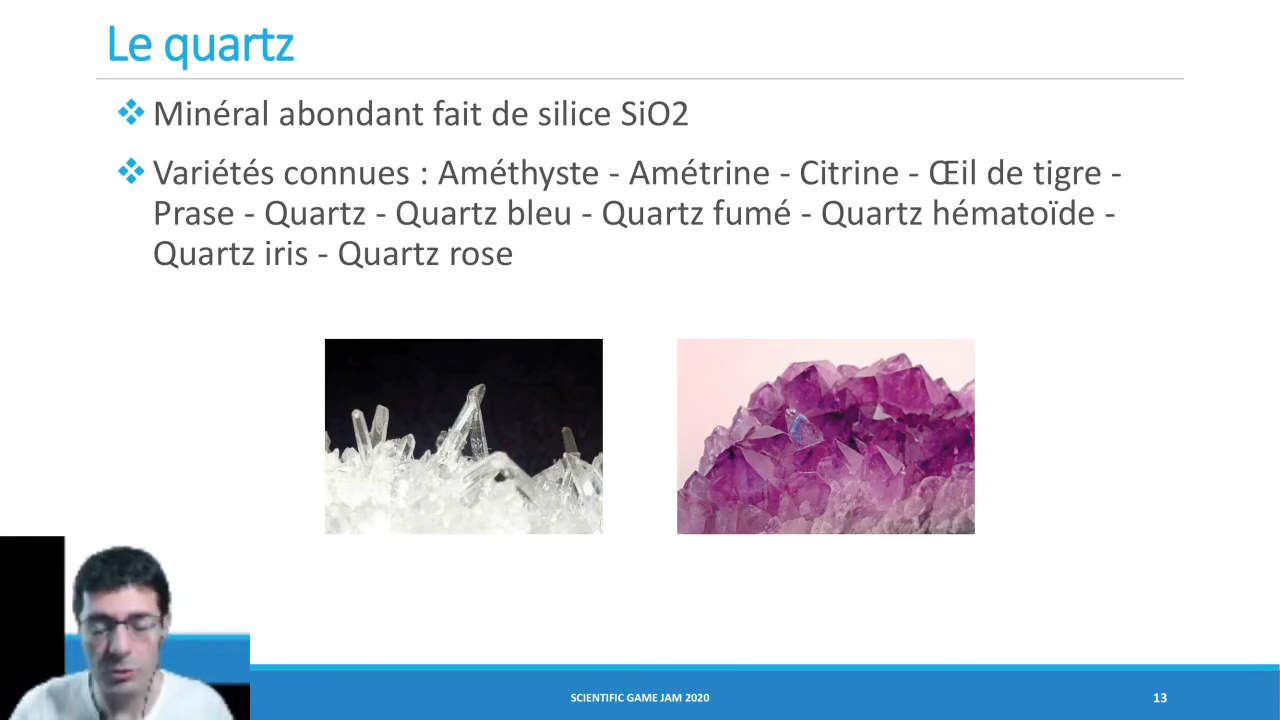 Le quartz
Minéral abondant fait de silice SiO2
Variétés connues : Améthyste - Amétrine - Citrine - Œil de tigre -
Prase - Quartz - Quartz bleu - Quartz fumé - Quartz hématoïde -
Quartz iris - Quartz rose
SCIENTIFIC GAME JAM 2020
13